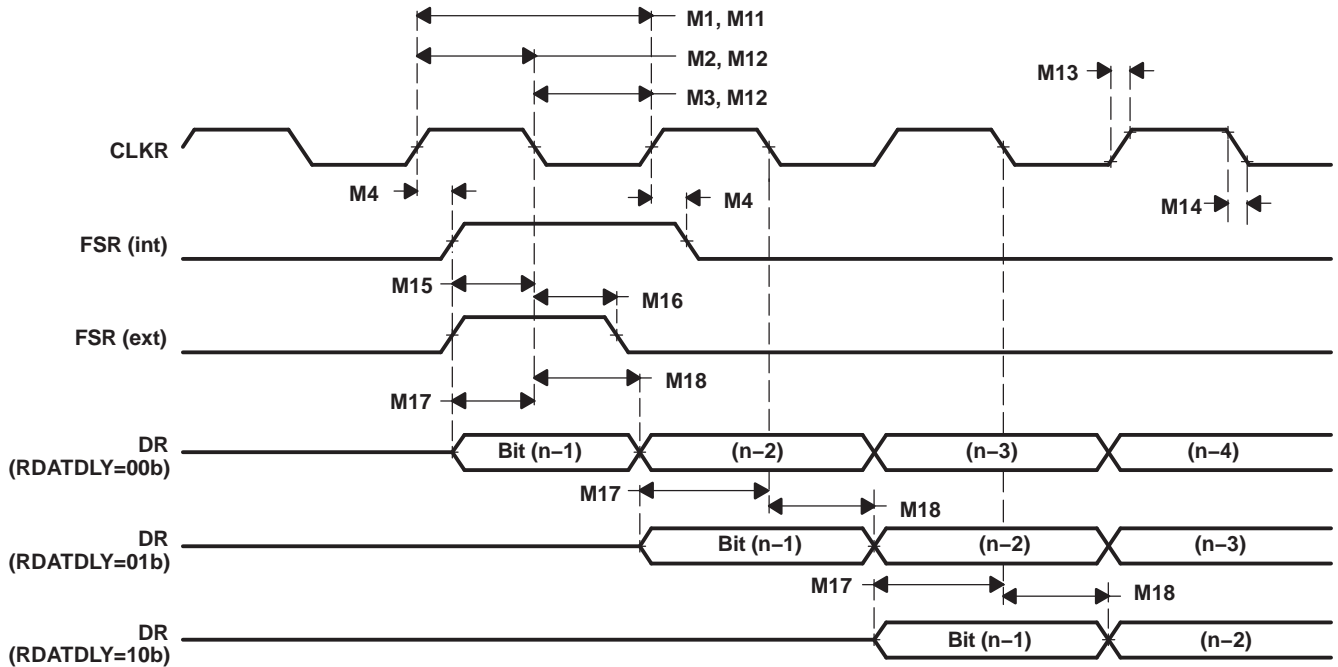 M1, M11
M2, M12
M13
M3, M12
CLKR
M4
M4
M14
FSR (int)
M15
M16
FSR (ext)
M18
M17
DR
(RDATDLY=00b)
Bit (n–1)
(n–2)
(n–3)
(n–4)
M17
M18
DR
(RDATDLY=01b)
Bit (n–1)
(n–2)
(n–3)
M17
M18
DR
(RDATDLY=10b)
Bit (n–1)
(n–2)